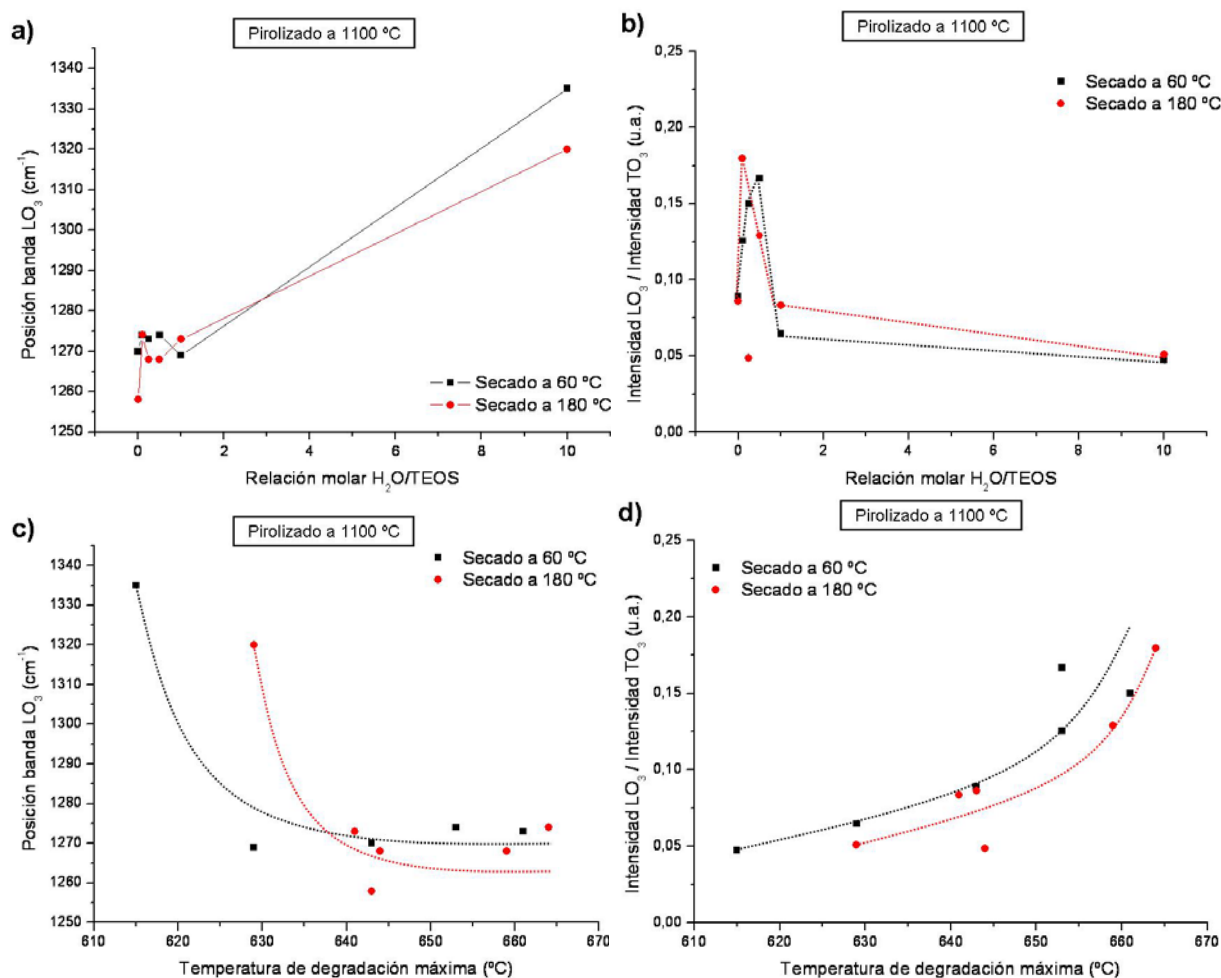 a)
Pirolizado a 1100 ºC
Posición banda LO3 (cm-1)
1340
1330
1320
1310
1300
1290
1280
1270
1260
1250
0 2 4 6 8 10
Relación molar H2O/TEOS
Secado a 60 ºC
Secado a 180 ºC
b)
Pirolizado a 1100 ºC
Intensidad LO3 / Intensidad TO3 (u.a.)
0,25
0,20
0,15
0,10
0,05
0,00
0 2 4 6 8 10
Relación molar H2O/TEOS
Secado a 60 ºC
Secado a 180 ºC
c)
Pirolizado a 1100 ºC
Posición banda LO3 (cm-1)
1340
1330
1320
1310
1300
1290
1280
1270
1260
1250
610 620 630 640 650 660 670
Temperatura de degradación máxima (ºC)
Secado a 60 ºC
Secado a 180 ºC
d)
Pirolizado a 1100 ºC
Intensidad LO3 / Intensidad TO3 (u.a.)
0,25
0,20
0,15
0,10
0,05
0,00
610 620 630 640 650 660 670
Temperatura de degradación máxima (ºC)
Secado a 60 ºC
Secado a 180 ºC